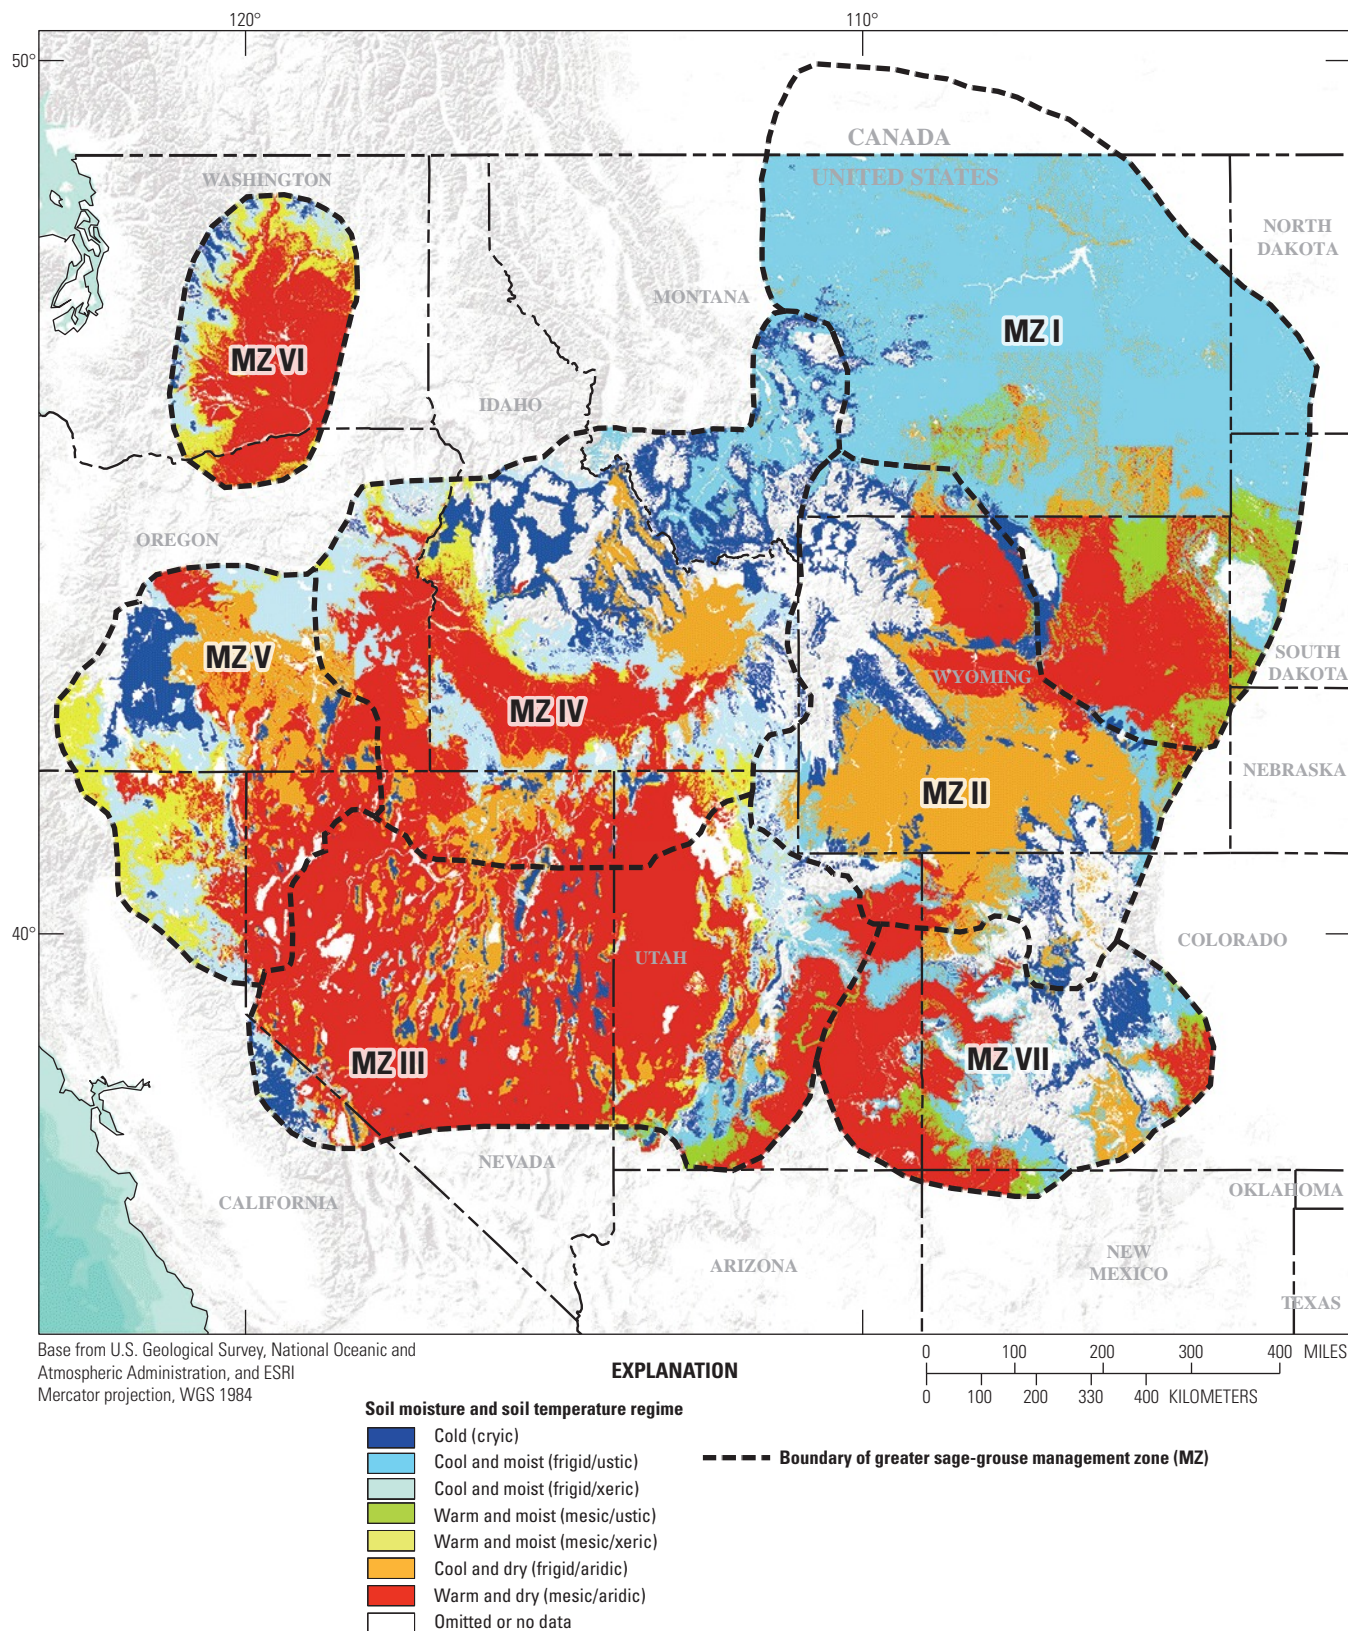 120°
110°
50°
CANADA
UNITED STATES
WASHINGTON
NORTH
DAKOTA
MONTANA
MZ I
MZ VI
IDAHO
OREGON
MZ V
SOUTH
DAKOTA
WYOMING
MZ IV
NEBRASKA
MZ II
40°
COLORADO
UTAH
MZ III
MZ VII
NEVADA
CALIFORNIA
OKLAHOMA
ARIZONA
NEW
MEXICO
TEXAS
Base from U.S. Geological Survey, National Oceanic and
Atmospheric Administration, and ESRI
Mercator projection, WGS 1984
EXPLANATION
0 100 200 300 400 MILES
0 100 200 330 400 KILOMETERS
Soil moisture and soil temperature regime
Cold (cryic)
Cool and moist (frigid/ustic)
Cool and moist (frigid/xeric)
Warm and moist (mesic/ustic)
Warm and moist (mesic/xeric)
Cool and dry (frigid/aridic)
Warm and dry (mesic/aridic)
Omitted or no data
Boundary of greater sage-grouse management zone (MZ)